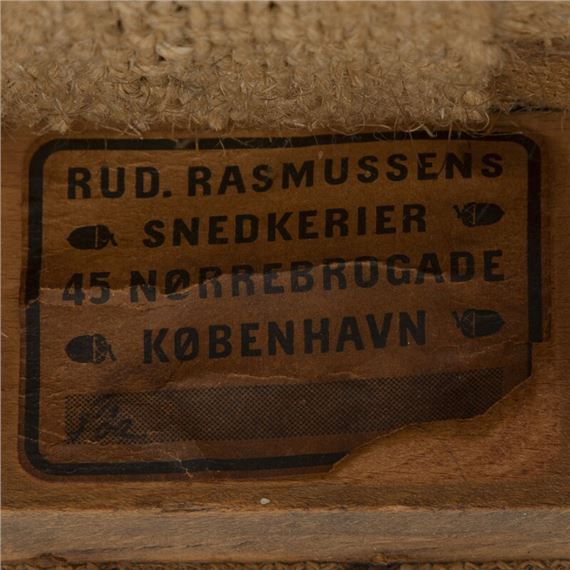 RUD. RASMUSSENS
SNEDKERIER
45 NØRREBROGADE
KØBENHAVN